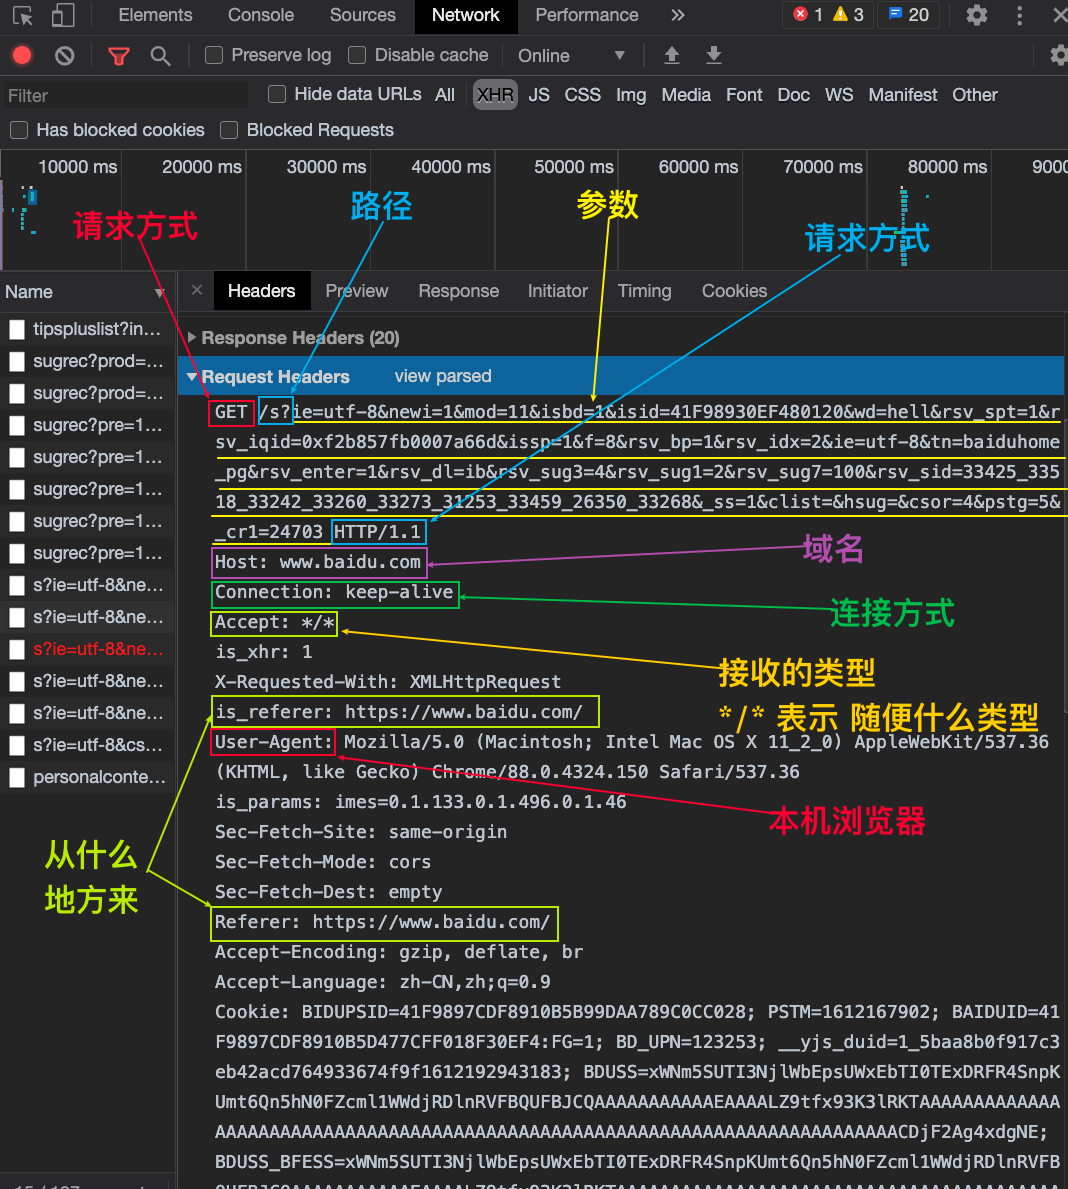 Elements Console Sources Network Performance » 1 3 20
Preserve log Disable cache Online
Filter Hide data URLs All XHR JS CSS Img Media Font Doc WS Manifest Other
Has blocked cookies Blocked Requests
10000 ms 20000 ms 30000 ms 40000 ms 50000 ms 60000 ms 70000 ms 80000 ms 9000
请求方式 路径 参数 请求方式
Name
tipspluslist?in...
sugrec?prod=...
sugrec?prod=...
sugrec?pre=1...
sugrec?pre=1...
sugrec?pre=1...
sugrec?pre=1...
sugrec?pre=1...
s?ie=utf-8&ne...
s?ie=utf-8&ne...
s?ie=utf-8&ne...
s?ie=utf-8&ne...
s?ie=utf-8&ne...
s?ie=utf-8&cs...
personalconte...
从什么
地方来
× Headers Preview Response Initiator Timing Cookies
Response Headers (20)
Request Headers view parsed
GET /s?ie=utf-8&newi=1&mod=11&isbd=1&isid=41F98930EF480120&wd=hell&rsv_spt=1&r
sv_iqid=0xf2b857fb0007a66d&issp=1&f=8&rsv_bp=1&rsv_idx=2&ie=utf-8&tn=baiduhome
_pg&rsv_enter=1&rsv_dl=ib&rsv_sug3=4&rsv_sug1=2&rsv_sug7=100&rsv_sid=33425_335
18_33242_33260_33273_31253_33459_26350_33268&_ss=1&clist=&hsug=&csor=4&pstg=5&
_cr1=24703 HTTP/1.1
Host: www.baidu.com
域名
Connection: keep-alive
连接方式
Accept: */*
is_xhr: 1
接收的类型
X-Requested-With: XMLHttpRequest
is_referer: https://www.baidu.com/
*/* 表示 随便什么类型
User-Agent: Mozilla/5.0 (Macintosh; Intel Mac OS X 11_2_0) AppleWebKit/537.36
(KHTML, like Gecko) Chrome/88.0.4324.150 Safari/537.36
is_params: imes=0.1.133.0.1.496.0.1.46
本机浏览器
Sec-Fetch-Site: same-origin
Sec-Fetch-Mode: cors
Sec-Fetch-Dest: empty
Referer: https://www.baidu.com/
Accept-Encoding: gzip, deflate, br
Accept-Language: zh-CN,zh;q=0.9
Cookie: BIDUPSID=41F9897CDF8910B5B99DAA789C0CC028; PSTM=1612167902; BAIDUID=41
F9897CDF8910B5D477CFF018F30EF4:FG=1; BD_UPN=123253; __yjs_duid=1_5baa8b0f917c3
eb42acd764933674f9f1612192943183; BDUSS=xWNm5SUTI3NjlWbEpsUWxEbTI0TExDRFR4SnpK
Umt6Qn5hN0FZcml1WWdjRDlnRVFBQUFBJCQAAAAAAAAAAAEAAAALZ9tfx93K3lRKTAAAAAAAAAAAAA
AAAAAAAAAAAAAAAAAAAAAAAAAAAAAAAAAAAAAAAAAAAAAAAAAAAAAAAAAAAAAAACDjF2Ag4xdgNE;
BDUSS_BFESS=xWNm5SUTI3NjlWbEpsUWxEbTI0TExDRFR4SnpKUmt6Qn5hN0FZcml1WWdjRDlnRVFB